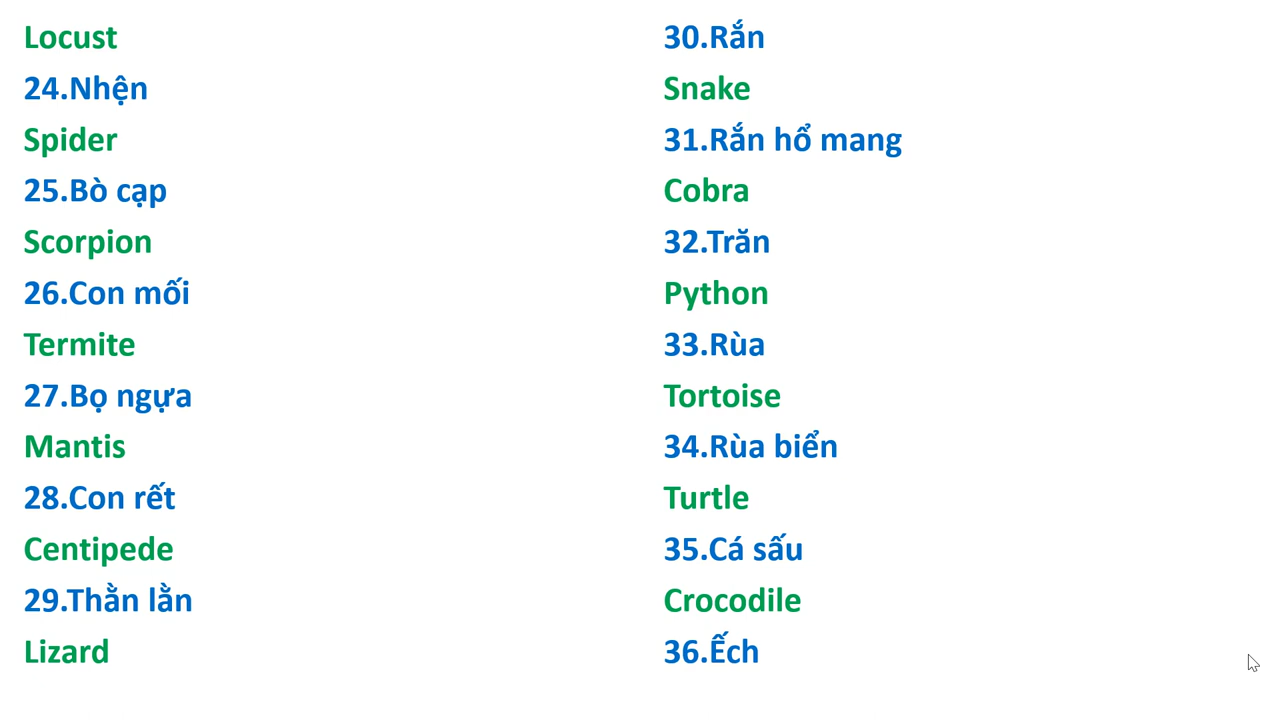 Locust
24.Nhện
Spider
25.Bò cạp
Scorpion
26.Con mối
Termite
27.Bọ ngựa
Mantis
28.Con rết
Centipede
29.Thằn lằn
Lizard
30.Rắn
Snake
31.Rắn hổ mang
Cobra
32.Trăn
Python
33.Rùa
Tortoise
34.Rùa biển
Turtle
35.Cá sấu
Crocodile
36.Ếch